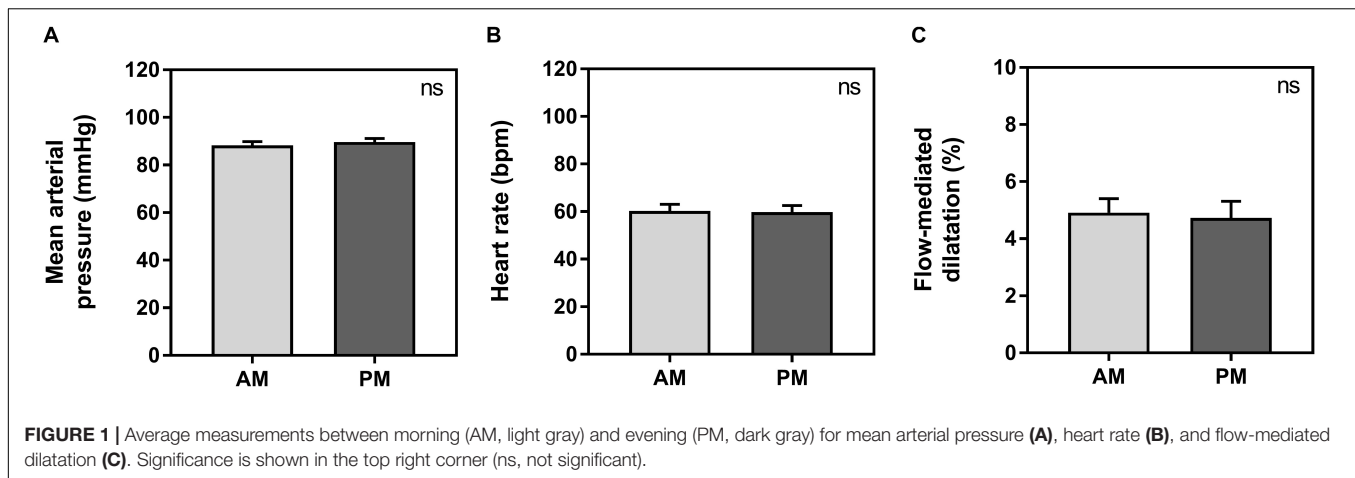 A
Mean arterial
pressure (mmHg)
120
100
80
60
40
20
0
ns
AM
PM
B
Heart rate (bpm)
120
100
80
60
40
20
0
ns
AM
PM
C
Flow-mediated
dilatation (%)
10
8
6
4
2
0
ns
AM
PM
FIGURE 1 | Average measurements between morning (AM, light gray) and evening (PM, dark gray) for mean arterial pressure (A), heart rate (B), and flow-mediated
dilatation (C). Significance is shown in the top right corner (ns, not significant).